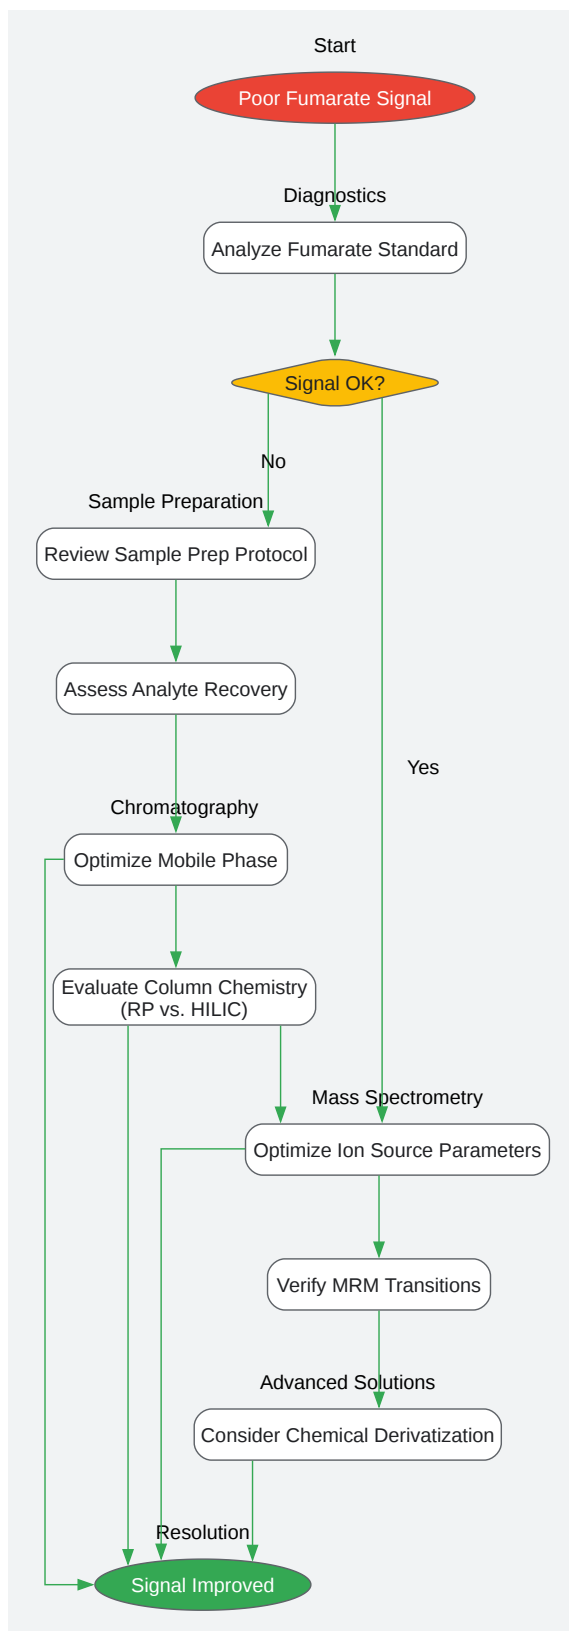 Start
Poor Fumarate Signal
Diagnostics
Analyze Fumarate Standard
Signal OK?
No
Sample Preparation
Review Sample Prep Protocol
Assess Analyte Recovery
Yes
Chromatography
Optimize Mobile Phase
Evaluate Column Chemistry
(RP vs. HILIC)
Mass Spectrometry
Optimize Ion Source Parameters
Verify MRM Transitions
Advanced Solutions
Consider Chemical Derivatization
Resolution
Signal Improved